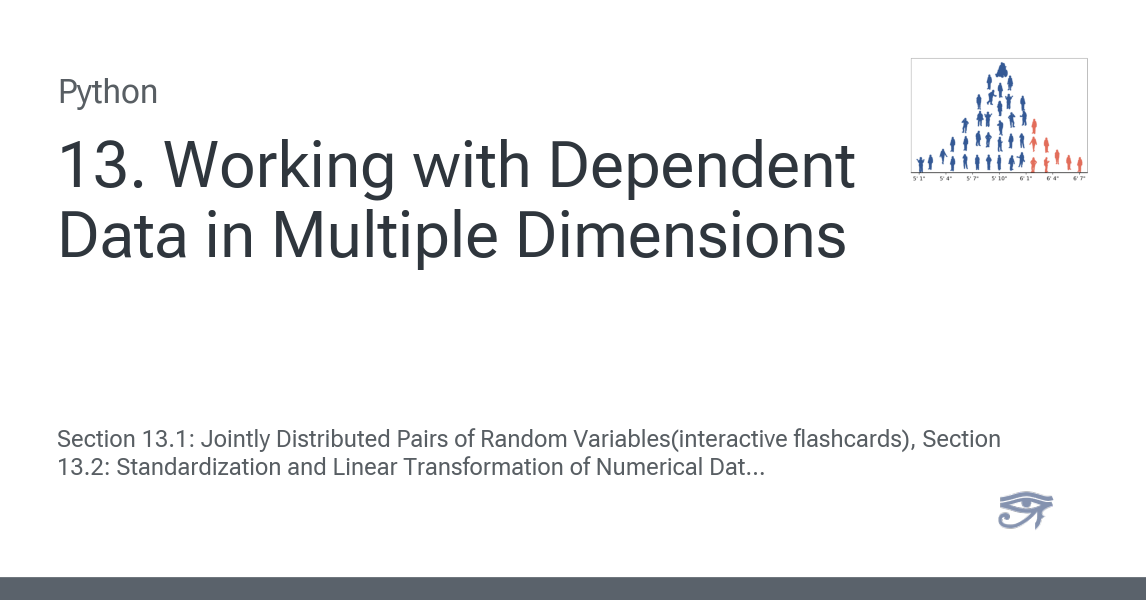 Python
13. Working with Dependent
Data in Multiple Dimensions
5' 1" 5' 4" 5' 7" 5' 10" 6' 1" 6' 4" 6' 7"
Section 13.1: Jointly Distributed Pairs of Random Variables(interactive flashcards), Section
13.2: Standardization and Linear Transformation of Numerical Dat...